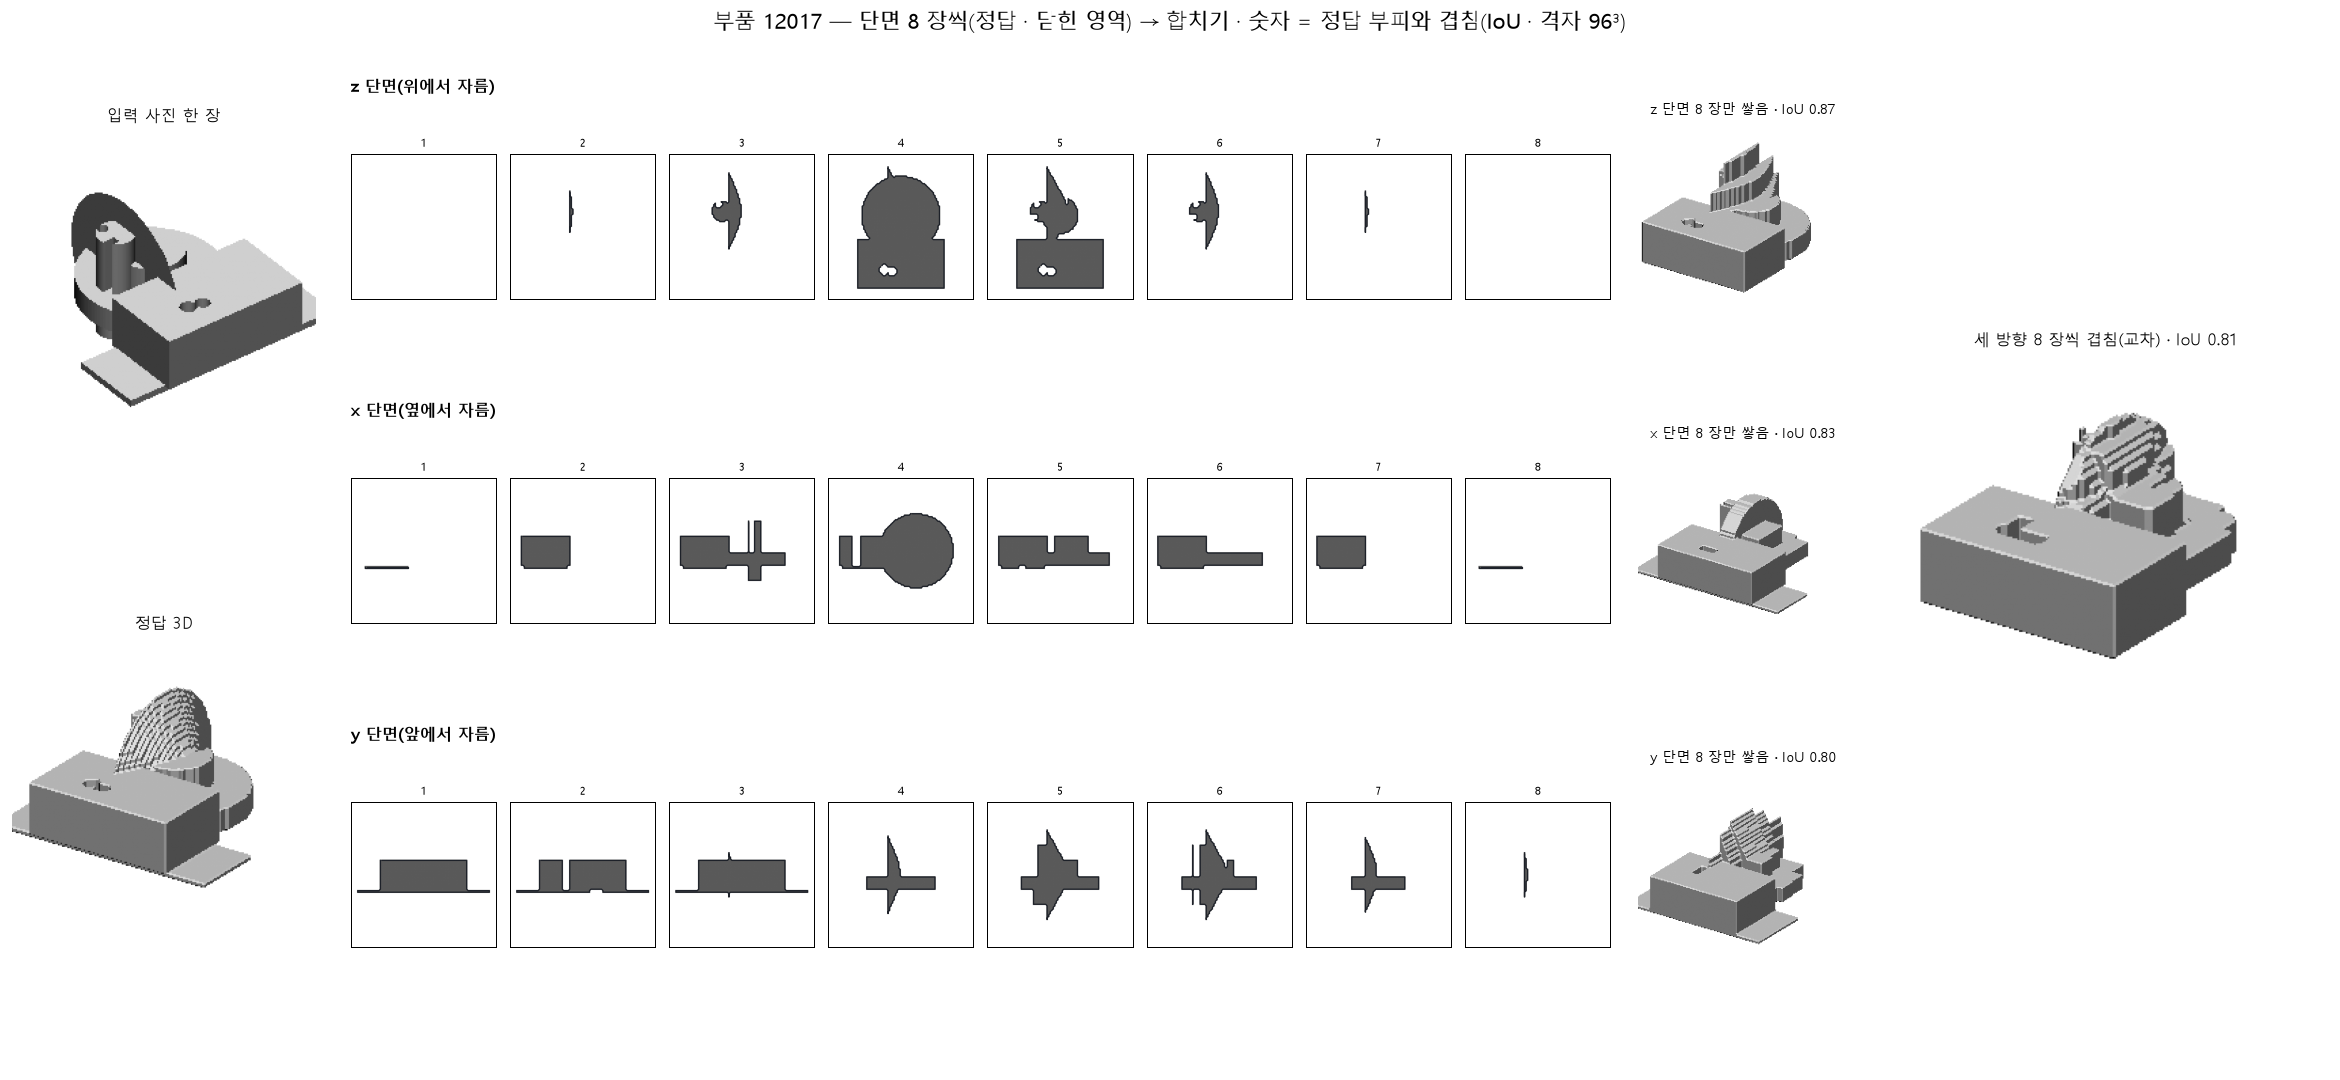 부품 12017 — 단면 8 장씩(정답 · 닫힌 영역) → 합치기 · 숫자 = 정답 부피와 겹침(IoU · 격자 96³)
입력 사진 한 장
z 단면(위에서 자름)
1 2 3 4 5 6 7 8
z 단면 8 장만 쌓음 · IoU 0.87
세 방향 8 장씩 겹침(교차) · IoU 0.81
x 단면(옆에서 자름)
1 2 3 4 5 6 7 8
x 단면 8 장만 쌓음 · IoU 0.83
정답 3D
y 단면(앞에서 자름)
1 2 3 4 5 6 7 8
y 단면 8 장만 쌓음 · IoU 0.80